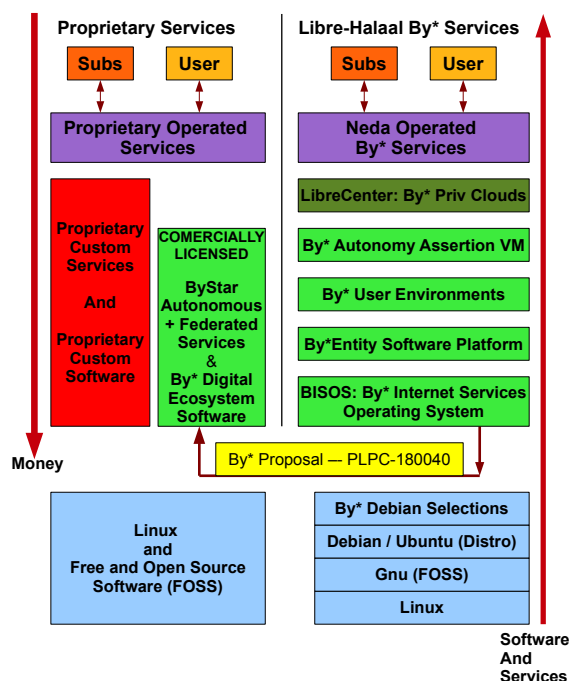 Proprietary Services
Subs
User
Proprietary Operated
Services
Proprietary
Custom
Services
And
Proprietary
Custom
Software
COMERCIALLY
LICENSED
ByStar
Autonomous
+ Federated
Services
&
By* Digital
Ecosystem
Software
Money
Linux
and
Free and Open Source
Software (FOSS)
Libre-Halaal By* Services
Subs
User
Neda Operated
By* Services
LibreCenter: By* Priv Clouds
By* Autonomy Assertion VM
By* User Environments
By*Entity Software Platform
BISOS: By* Internet Services
Operating System
By* Proposal –- PLPC-180040
By* Debian Selections
Debian / Ubuntu (Distro)
Gnu (FOSS)
Linux
Software
And
Services